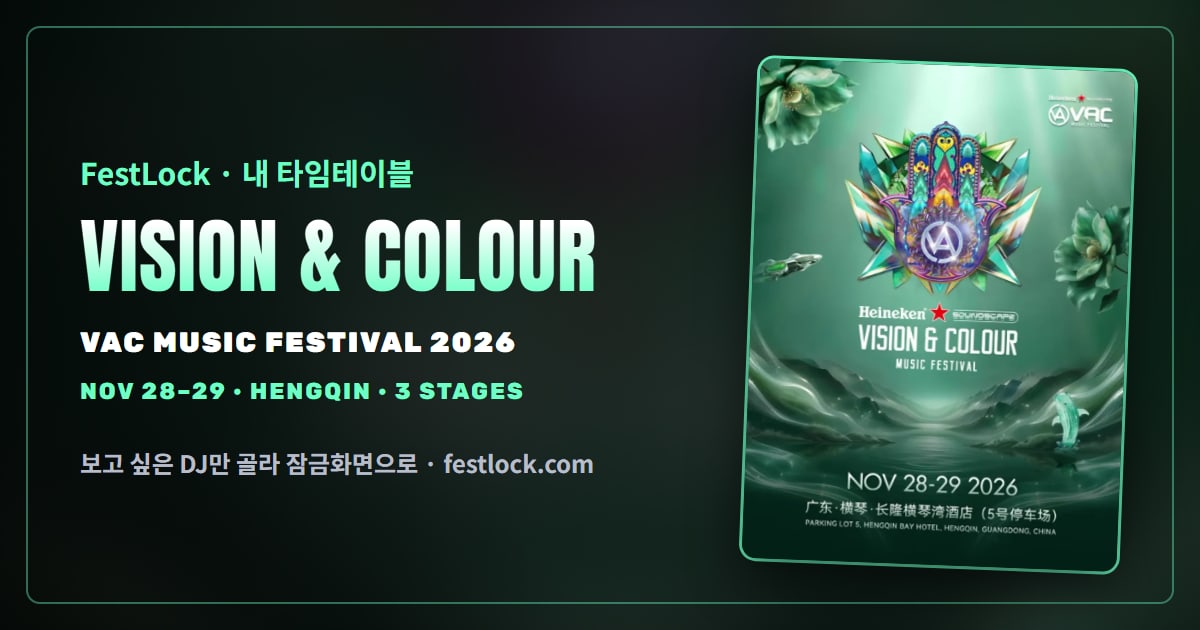 FestLock · 내 타임테이블
VISION & COLOUR
VAC MUSIC FESTIVAL 2026
NOV 28–29 • HENGQIN • 3 STAGES
보고 싶은 DJ만 골라 잠금화면으로 · festlock.com
Heineken
VAC
MUSIC FESTIVAL
VA
Heineken SOUNDSCAPE
VISION & COLOUR
MUSIC FESTIVAL
NOV 28-29 2026
广东·横琴·长隆横琴湾酒店（5号停车场）
PARKING LOT 5, HENGQIN BAY HOTEL, HENGQIN, GUANGDONG, CHINA